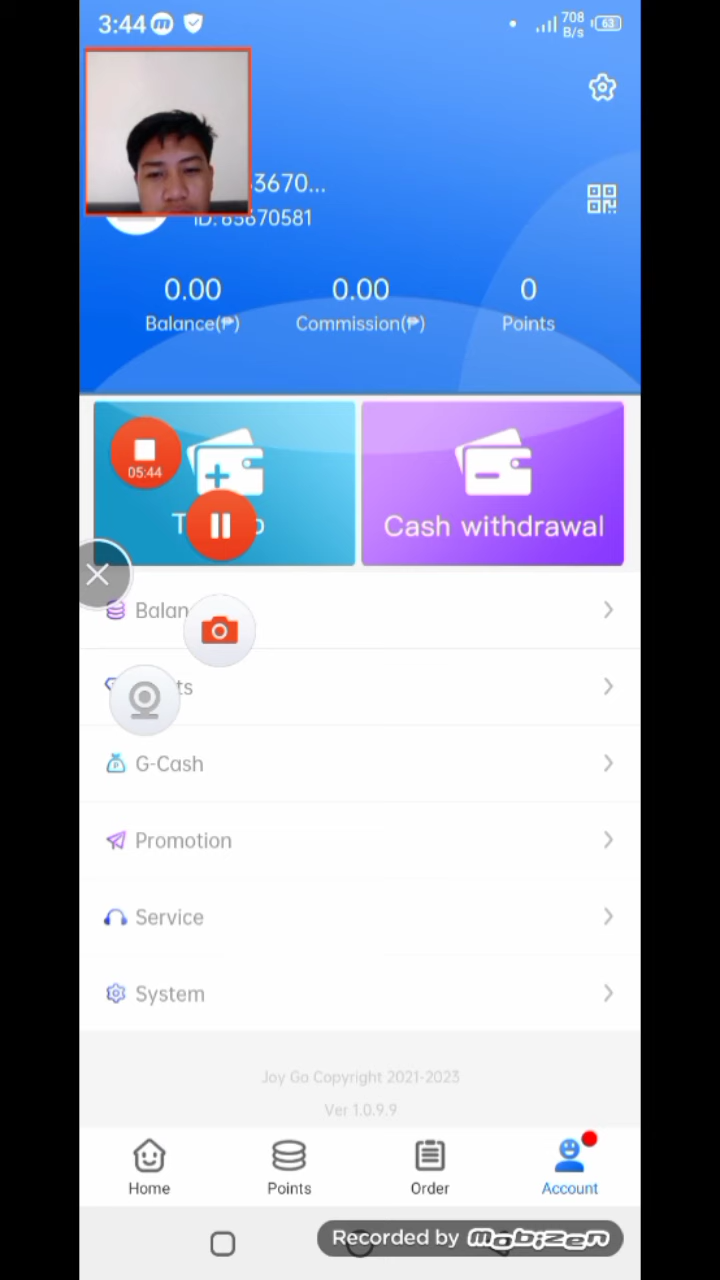 3:44
708
B/s
63
3670...
ID: 65670581
0.00
0.00
0
Balance(₱)
Commission(₱)
Points
05:44
Cash withdrawal
Balan
ts
G-Cash
Promotion
Service
System
Joy Go Copyright 2021-2023
Ver 1.0.9.9
Home
Points
Order
Account
Recorded by Mobizen